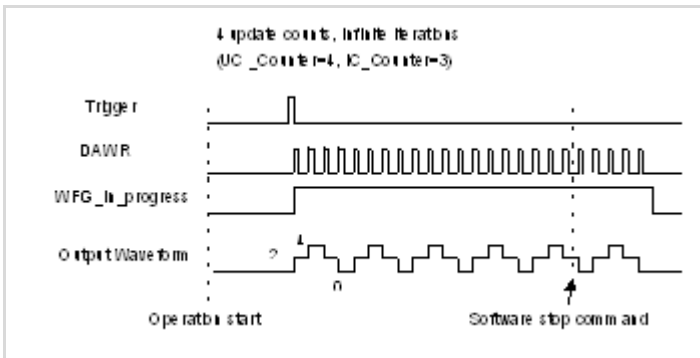 4 update counts, infinite iterations
(UC_Counter=4, IC_Counter=3)
Trigger
DAWR
WFG_in_progress
Output Waveform
2
4
0
Operation start
Software stop command